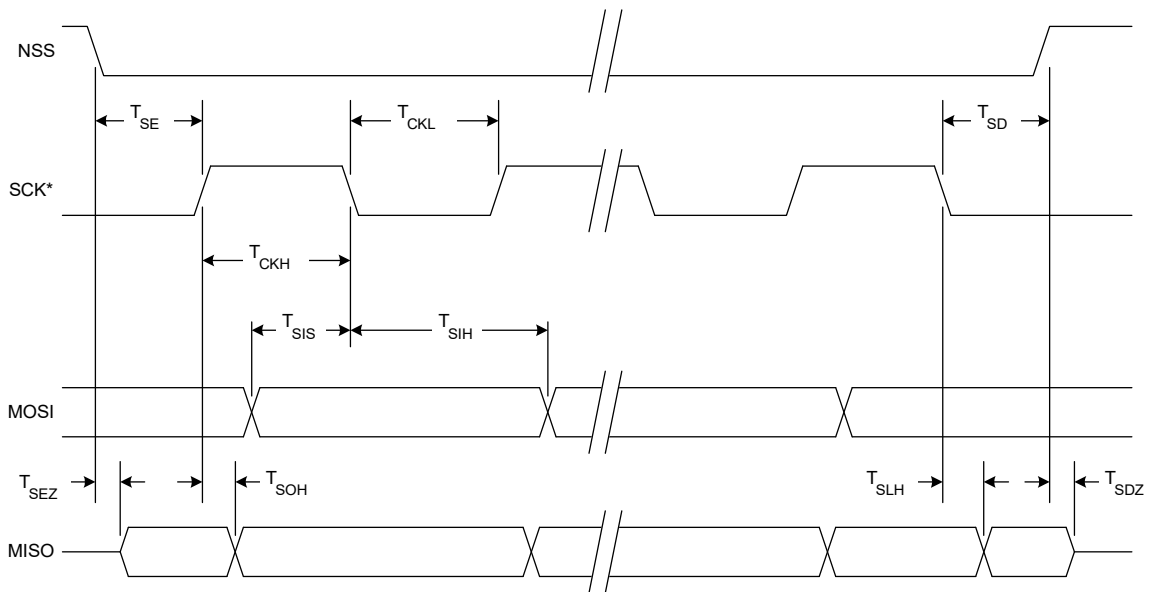 NSS
T_SE
T_CKL
T_SD
SCK*
T_CKH
T_SIS
T_SIH
MOSI
T_SEZ
T_SOH
T_SLH
T_SDZ
MISO